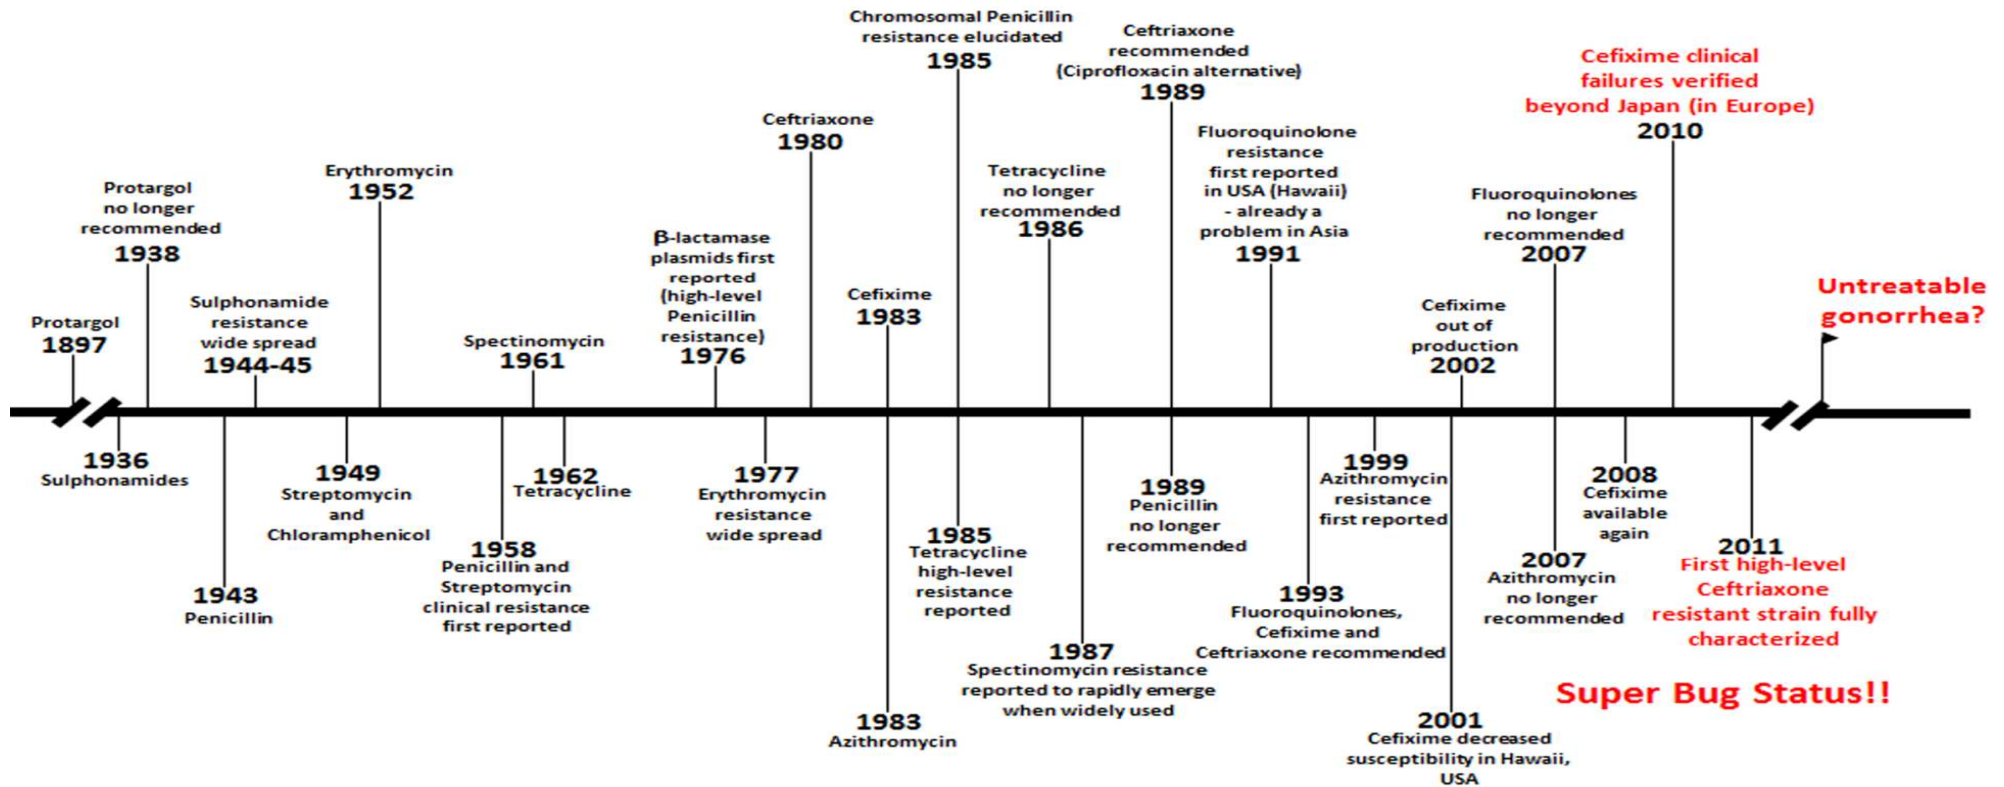 Protargol
1897
Protargol
no longer
recommended
1938
Sulphonamide
resistance
wide spread
1944-45
Erythromycin
1952
Spectinomycin
1961
β-lactamase
plasmids first
reported
(high-level
Penicillin
resistance)
1976
Ceftriaxone
1980
Cefixime
1983
Chromosomal Penicillin
resistance elucidated
1985
Tetracycline
no longer
recommended
1986
Ceftriaxone
recommended
(Ciprofloxacin alternative)
1989
Fluoroquinolone
resistance
first reported
in USA (Hawaii)
- already a
problem in Asia
1991
Cefixime
out of
production
2002
Fluoroquinolones
no longer
recommended
2007
Cefixime clinical
failures verified
beyond Japan (in Europe)
2010
Untreatable
gonorrhea?
1936
Sulphonamides
1943
Penicillin
1949
Streptomycin
and
Chloramphenicol
1958
Penicillin and
Streptomycin
clinical resistance
first reported
1962
Tetracycline
1977
Erythromycin
resistance
wide spread
1983
Azithromycin
1985
Tetracycline
high-level
resistance
reported
1987
Spectinomycin resistance
reported to rapidly emerge
when widely used
1989
Penicillin
no longer
recommended
1993
Fluoroquinolones,
Cefixime and
Ceftriaxone recommended
1999
Azithromycin
resistance
first reported
2001
Cefixime decreased
susceptibility in Hawaii,
USA
2007
Azithromycin
no longer
recommended
2008
Cefixime
available
again
2011
First high-level
Ceftriaxone
resistant strain fully
characterized
Super Bug Status!!